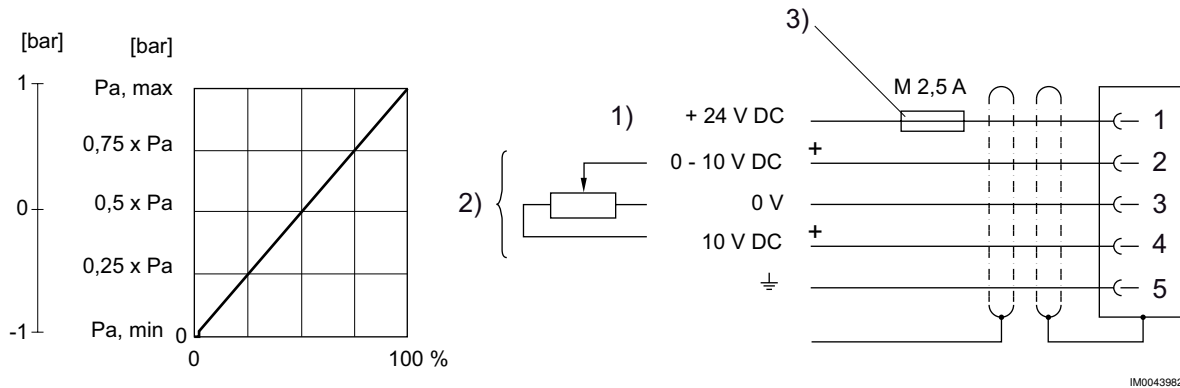 [bar]
[bar]
1
0
-1
Pa, max
0,75 x Pa
0,5 x Pa
0,25 x Pa
Pa, min
0
0
100 %
1)
2)
3)
M 2,5 A
+ 24 V DC
1
0 - 10 V DC
+
2
0 V
3
10 V DC
+
4
5
IM0043982